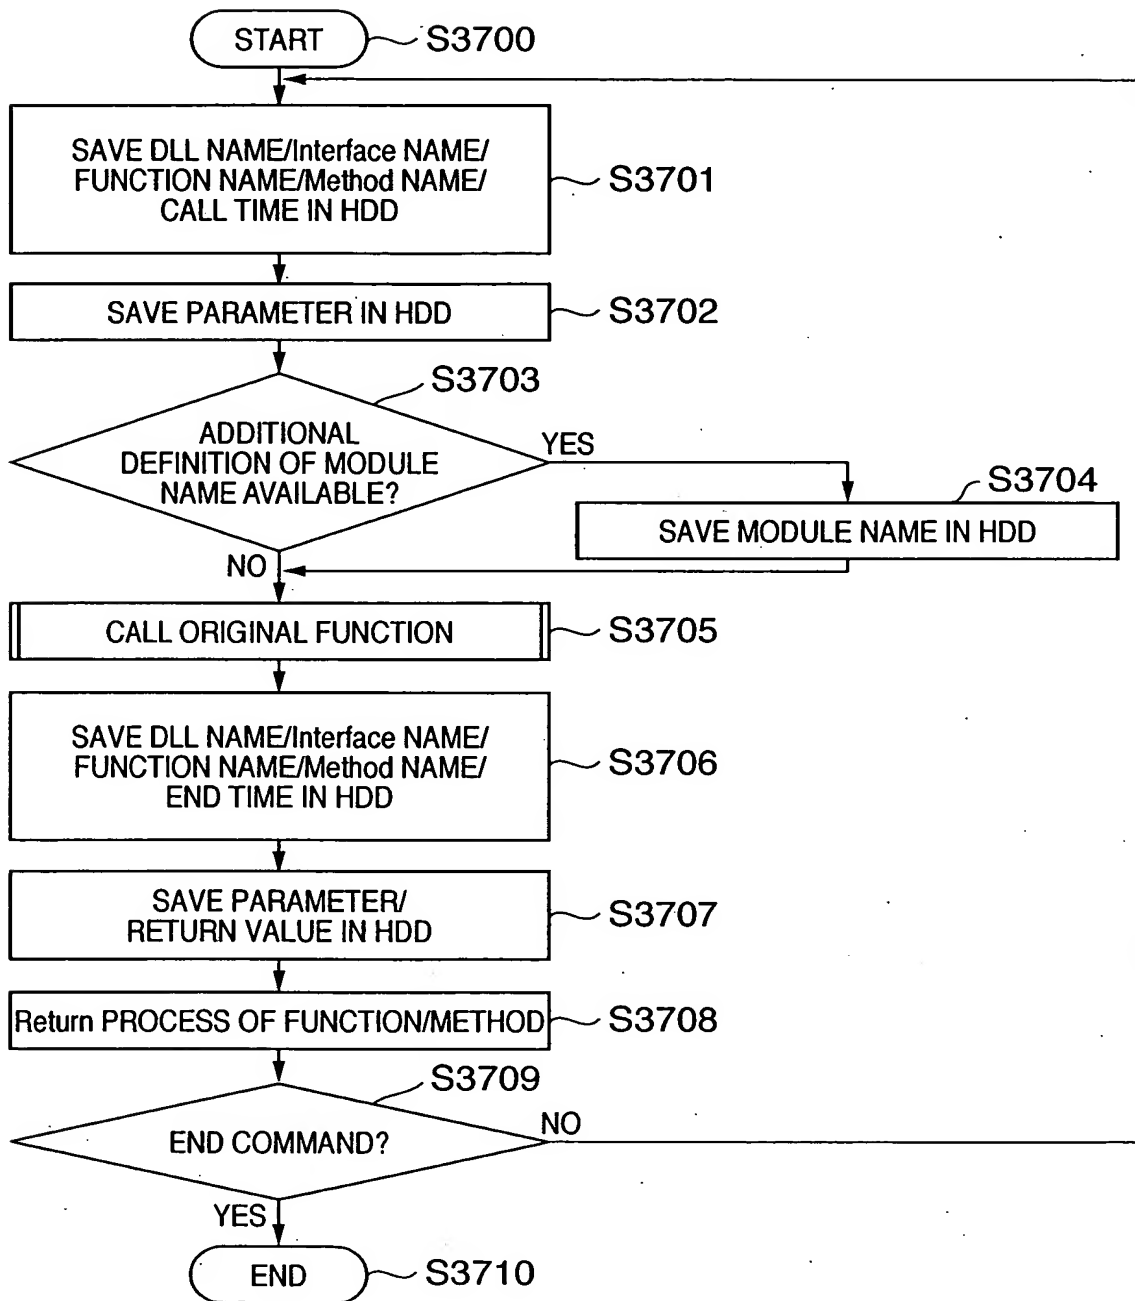 START
S3700
SAVE DLL NAME/Interface NAME/
FUNCTION NAME/Method NAME/
CALL TIME IN HDD
S3701
SAVE PARAMETER IN HDD
S3702
S3703
ADDITIONAL
DEFINITION OF MODULE
NAME AVAILABLE?
YES
S3704
SAVE MODULE NAME IN HDD
NO
CALL ORIGINAL FUNCTION
S3705
SAVE DLL NAME/Interface NAME/
FUNCTION NAME/Method NAME/
END TIME IN HDD
S3706
SAVE PARAMETER/
RETURN VALUE IN HDD
S3707
Return PROCESS OF FUNCTION/METHOD
S3708
S3709
END COMMAND?
NO
YES
END
S3710